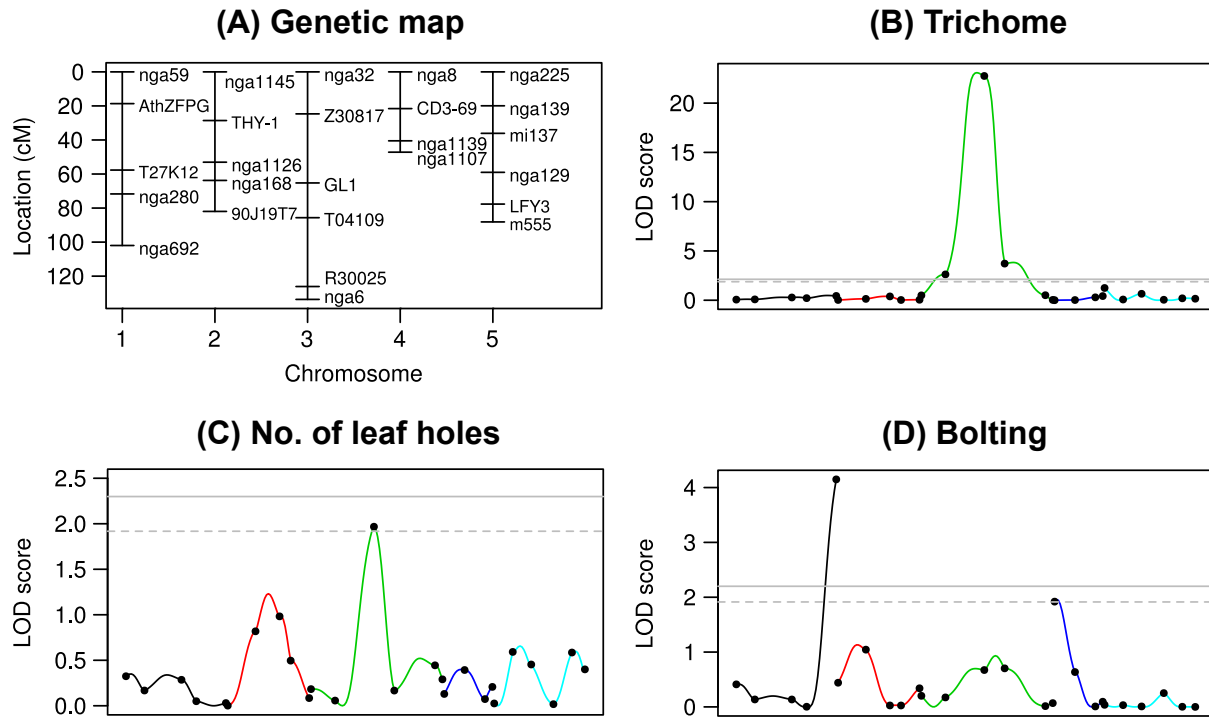 (A) Genetic map
Location (cM)
0
20
40
60
80
100
120
nga59
AthZFPG
T27K12
nga280
nga692
nga1145
THY-1
nga1126
nga168
90J19T7
nga32
Z30817
GL1
T04109
R30025
nga6
nga8
CD3-69
nga1139
nga1107
nga225
nga139
mi137
nga129
LFY3
m555
1 2 3 4 5
Chromosome
(B) Trichome
LOD score
20
15
10
5
0
(C) No. of leaf holes
LOD score
2.5
2.0
1.5
1.0
0.5
0.0
(D) Bolting
LOD score
4
3
2
1
0